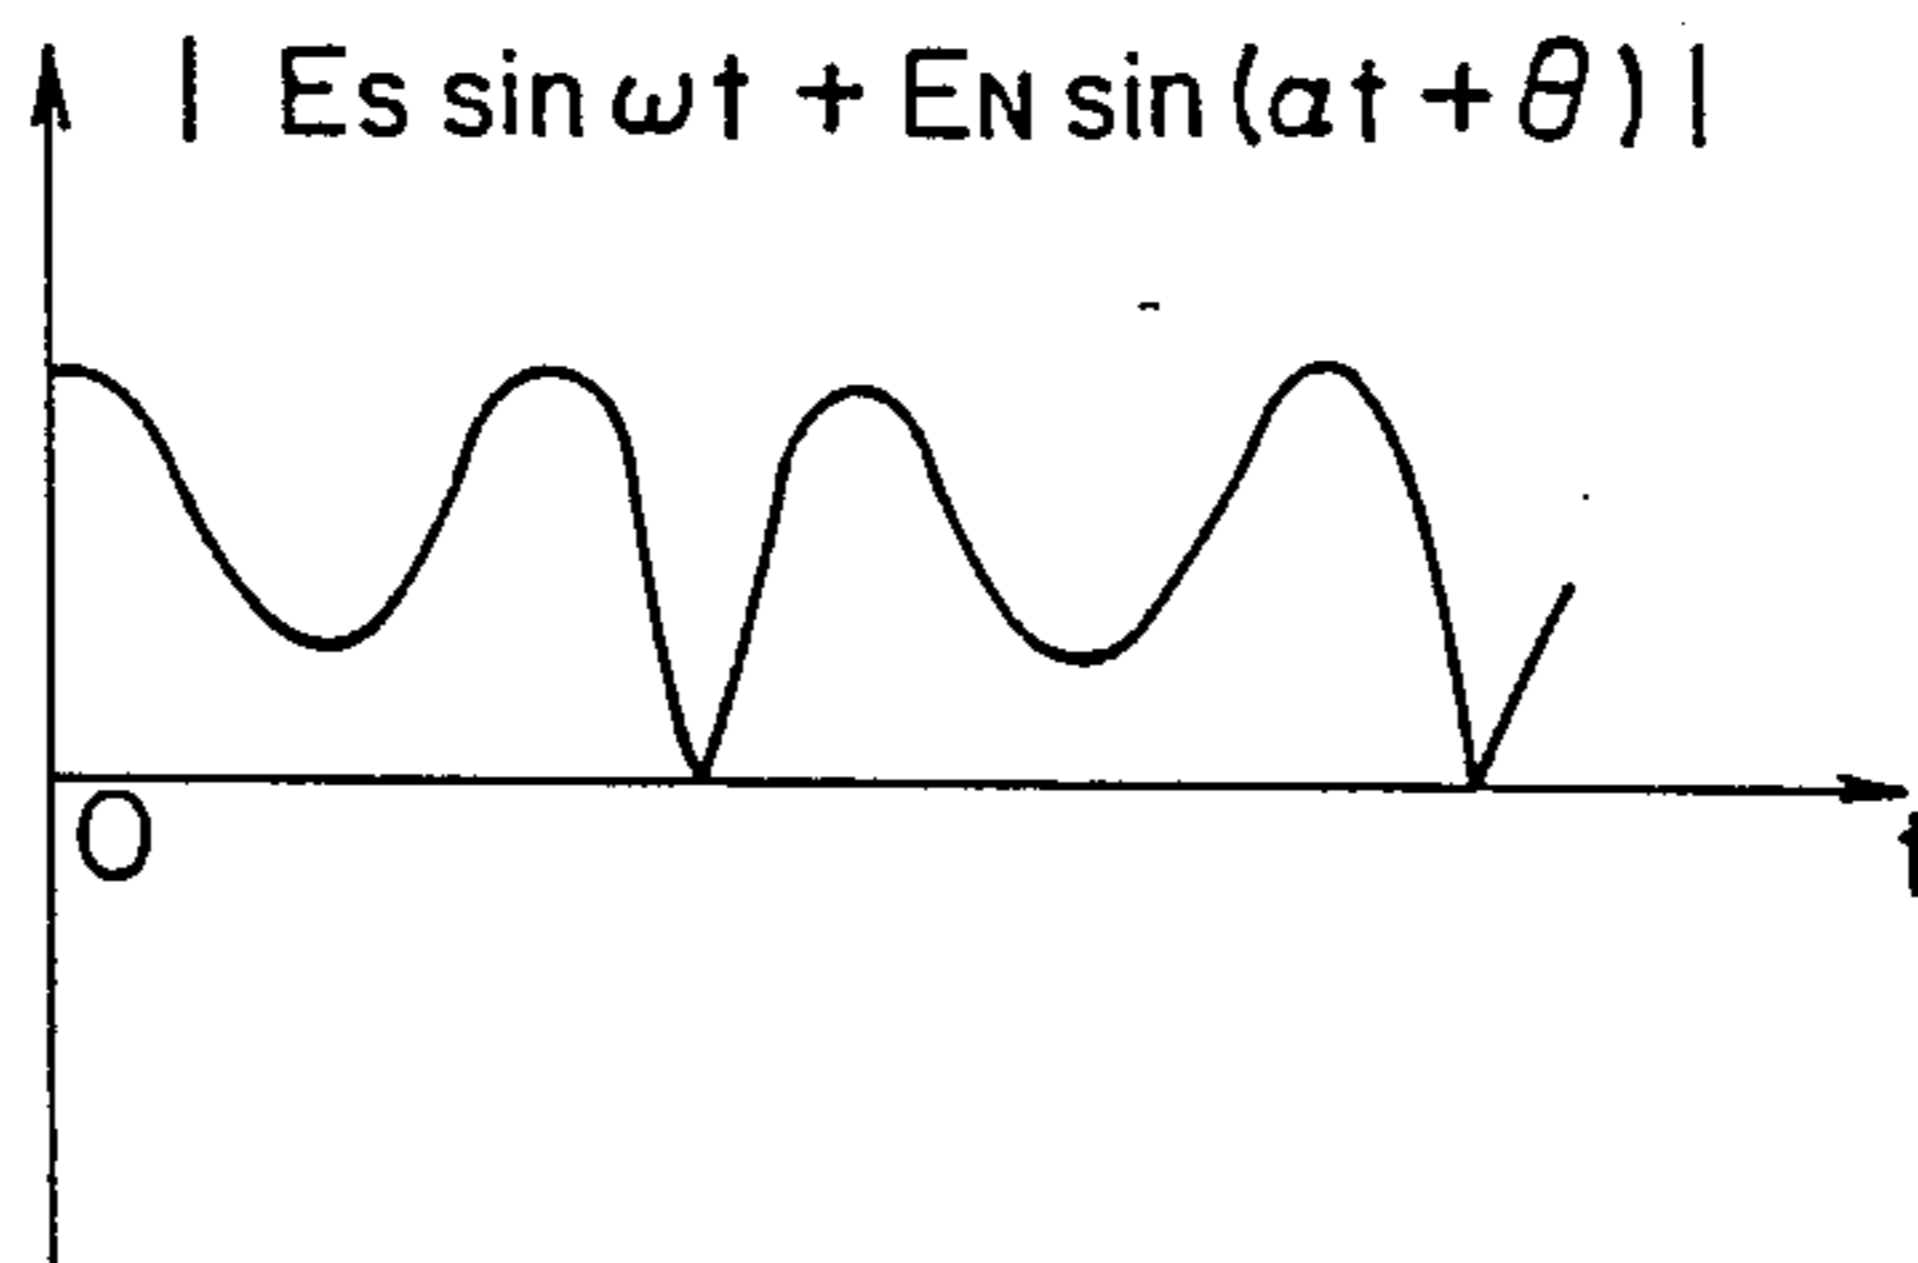 | Es sin ωt + EN sin (αt + θ) |
O
t